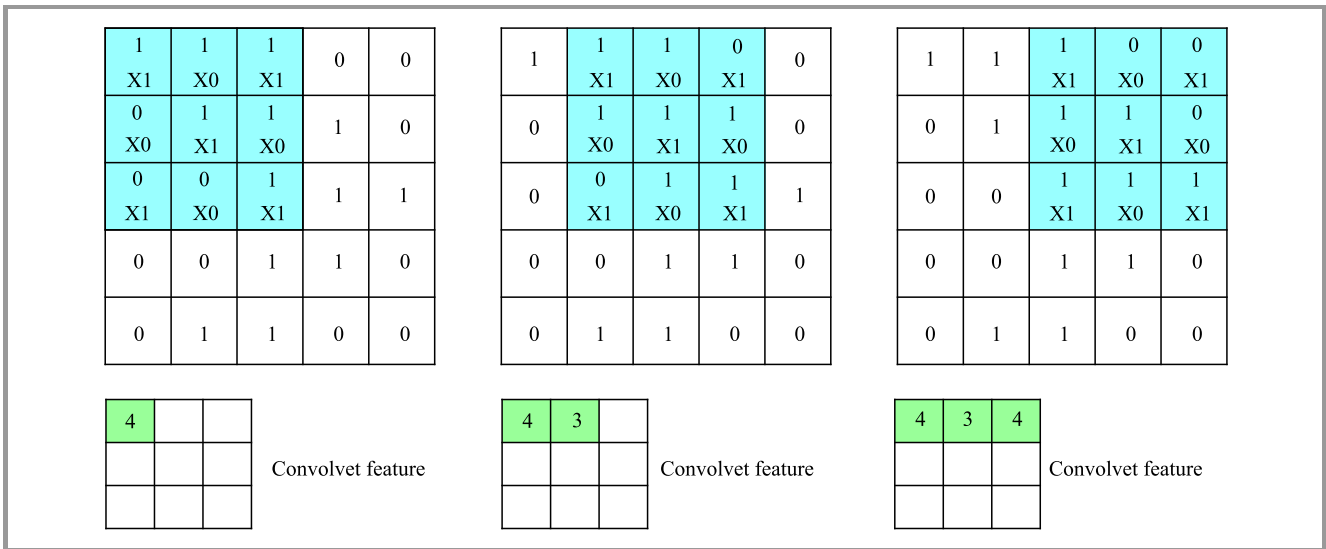 1 1 1 0 0 1 1 1 0 0 1 1 1 0 0
X1 X0 X1 X1 X0 X1 X1 X0 X1
0 1 1 1 0 0 1 1 1 0 0 1 1 1 0
X0 X1 X0 X0 X1 X0 X0 X1 X0
0 0 1 1 1 0 0 1 1 1 0 0 1 1 1
X1 X0 X1 X1 X0 X1 X1 X0 X1
0 0 1 1 0 0 0 1 1 0 0 0 1 1 0
0 1 1 0 0 0 1 1 0 0 0 1 1 0 0
4 4 3 4 3 4
Convolvet feature Convolvet feature Convolvet feature